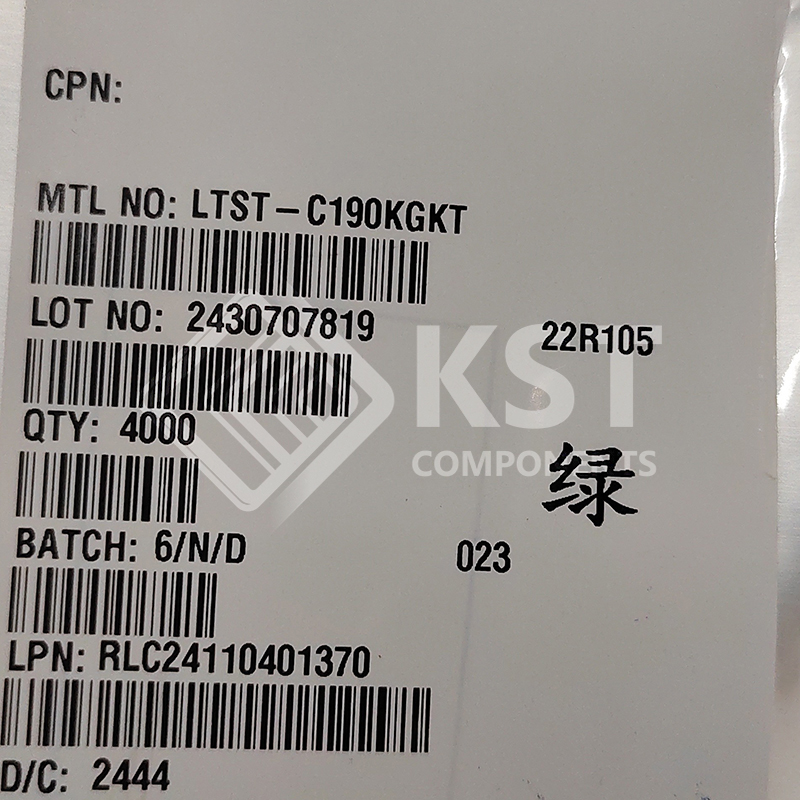 CPN:
MTL NO: LTST-C190KGKT
LOT NO: 2430707819
22R105
KST
COMPONENTS
QTY: 4000
绿
BATCH: 6/N/D
023
LPN: RLC24110401370
D/C: 2444